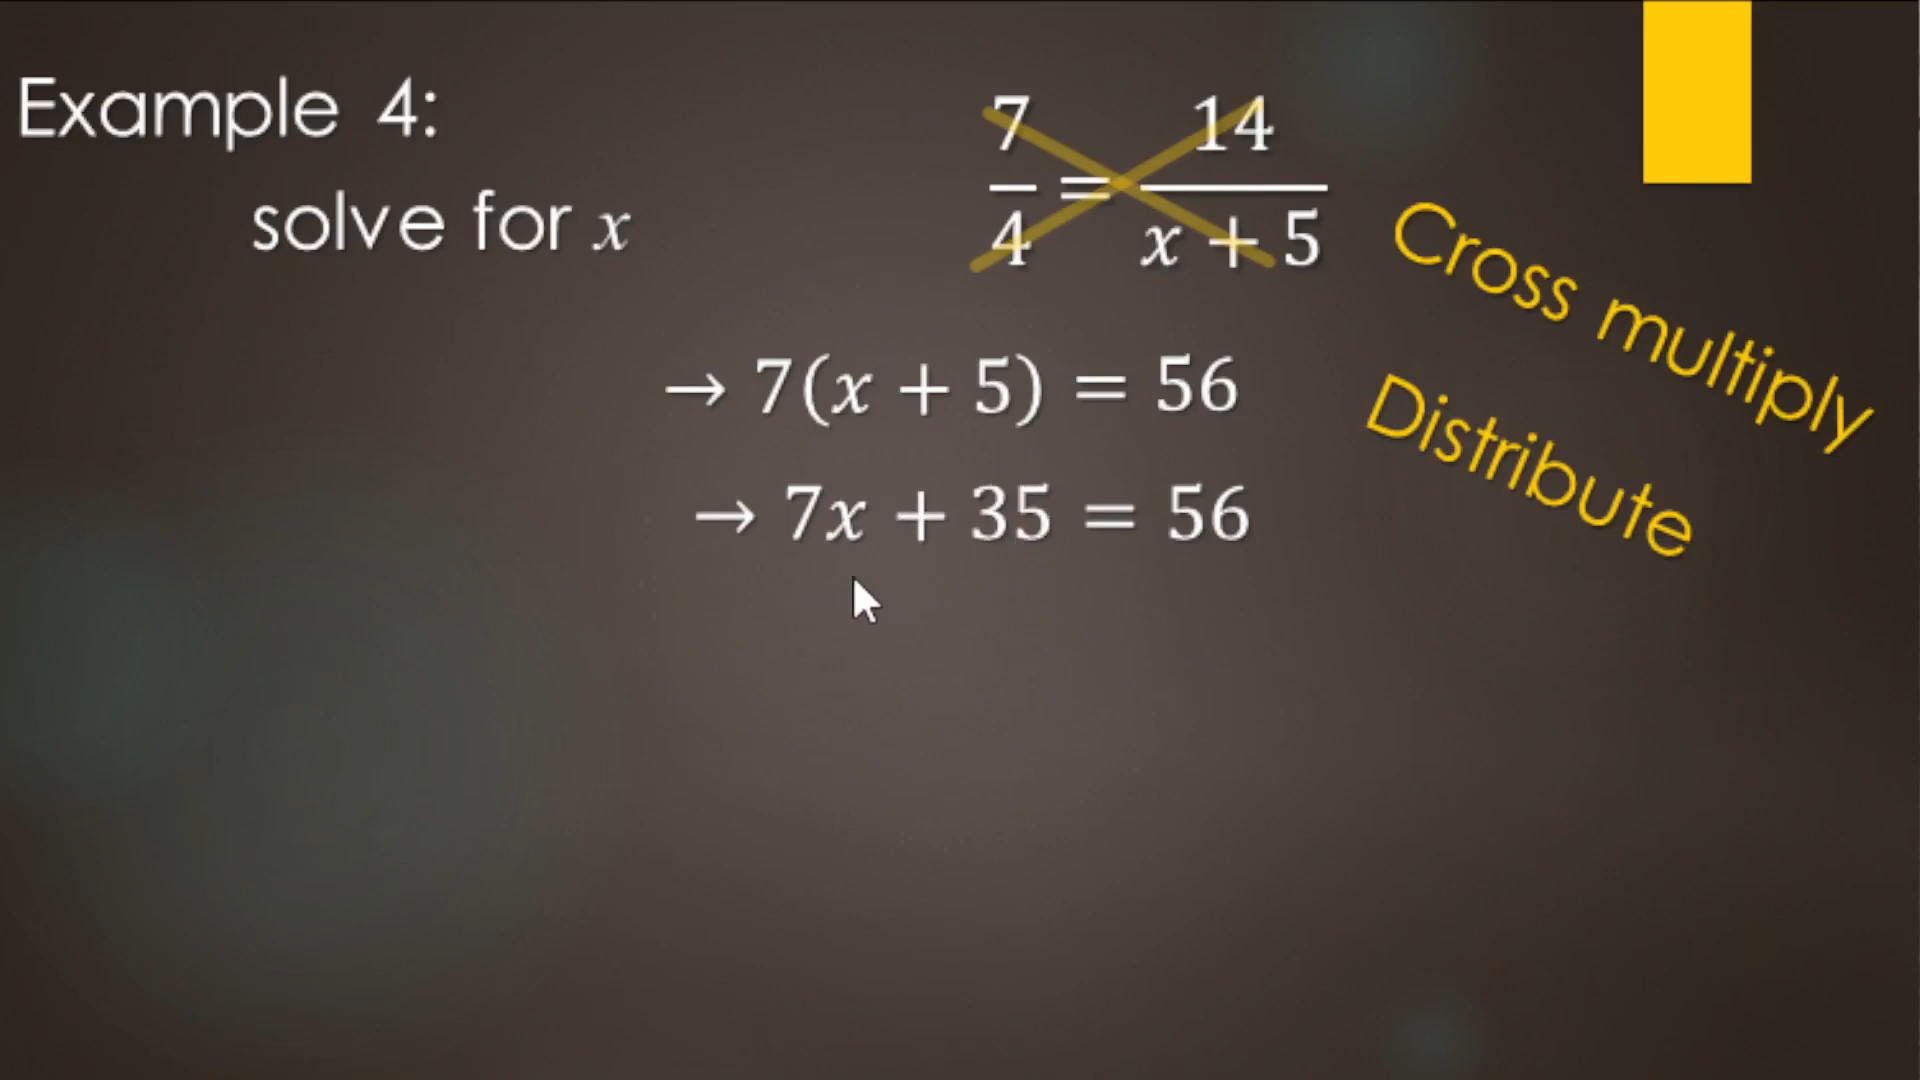 Example 4:
solve for x
7/4 = 14/(x + 5)
Cross multiply
→ 7(x + 5) = 56
Distribute
→ 7x + 35 = 56